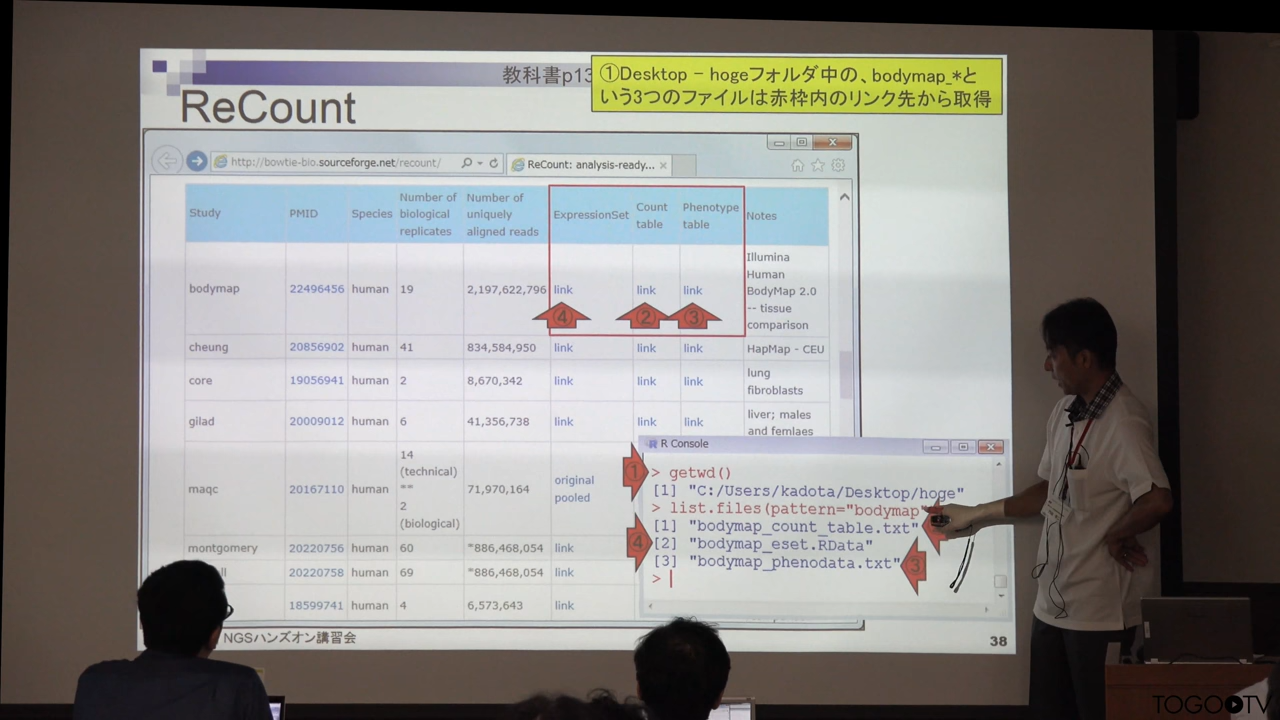 教科書p13
①Desktop – hogeフォルダ中の、bodymap_*と
いう3つのファイルは赤枠内のリンク先から取得
ReCount
http://bowtie-bio.sourceforge.net/recount/
ReCount: analysis-ready...
Study PMID Species Number of biological replicates Number of uniquely aligned reads ExpressionSet Count table Phenotype table Notes
bodymap 22496456 human 19 2,197,622,796 link link link Illumina Human BodyMap 2.0 -- tissue comparison
④ ② ③
cheung 20856902 human 41 834,584,950 link link link HapMap - CEU
core 19056941 human 2 8,670,342 link link link lung fibroblasts
gilad 20009012 human 6 41,356,738 link link link liver; males and femlaes
maqc 20167110 human 14 (technical) == 2 (biological) 71,970,164 original pooled
montgomery 20220756 human 60 *886,468,054 link
ll 20220758 human 69 *886,468,054 link
18599741 human 4 6,573,643 link
R Console
① > getwd()
[1] "C:/Users/kadota/Desktop/hoge"
> list.files(pattern="bodymap"
[1] "bodymap_count_table.txt"
④ [2] "bodymap_eset.RData"
[3] "bodymap_phenodata.txt" ③
>
NGSハンズオン講習会
38
TOGOTV